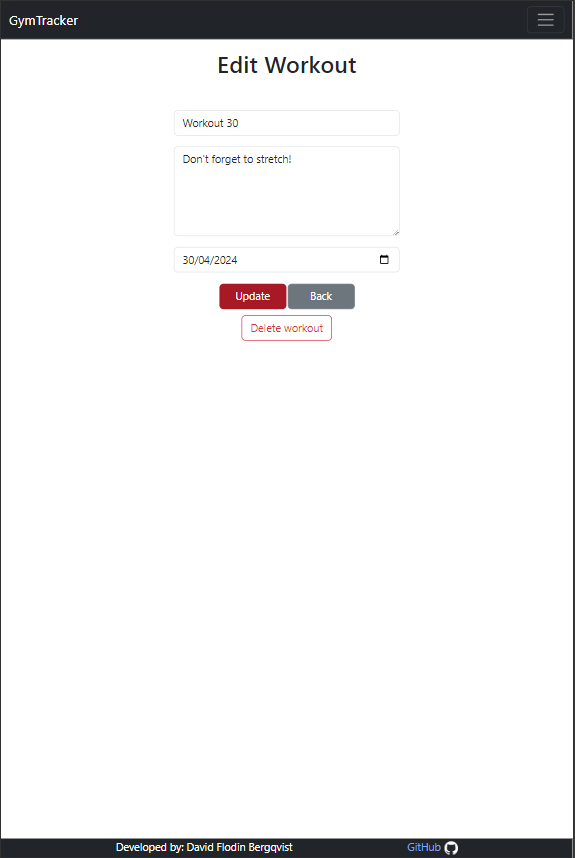 GymTracker
Edit Workout
Workout 30
Don't forget to stretch!
30/04/2024
Update Back
Delete workout
Developed by: David Flodin Bergqvist GitHub